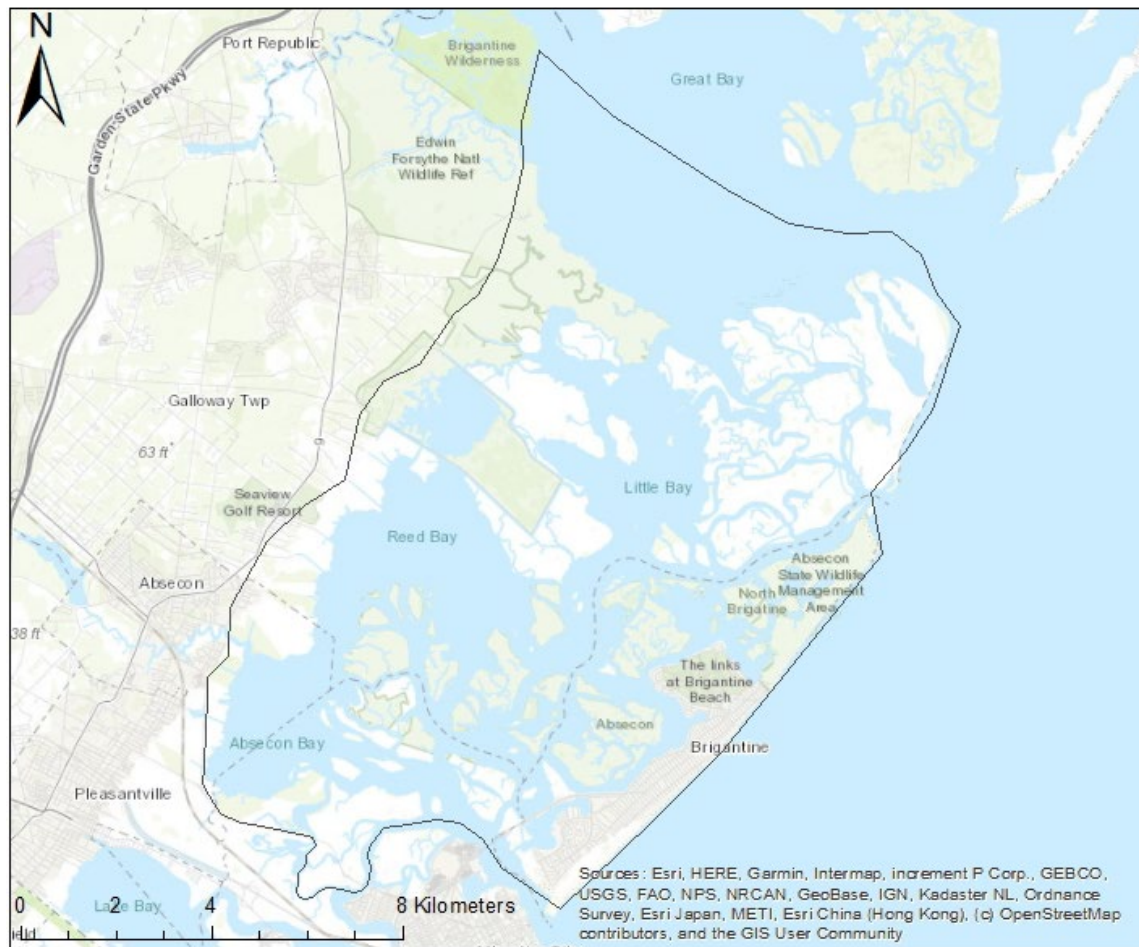 N
Port Republic
Brigantine
Wilderness
Great Bay
Garden State Pkwy
Edwin
Forsythe Natl
Wildlife Ref
Galloway Twp
9
63 ft
Seaview
Golf Resort
Little Bay
Reed Bay
Absecon
Absecon
State Wildlife
Management
Area
North
Brigatine
38 ft
The links
at Brigantine
Beach
Absecon
Absecon Bay
Brigantine
Pleasantville
Sources: Esri, HERE, Garmin, Intermap, increment P Corp., GEBCO,
USGS, FAO, NPS, NRCAN, GeoBase, IGN, Kadaster NL, Ordnance
Survey, Esri Japan, METI, Esri China (Hong Kong), (c) OpenStreetMap
contributors, and the GIS User Community
0 2 4 8 Kilometers
Bay